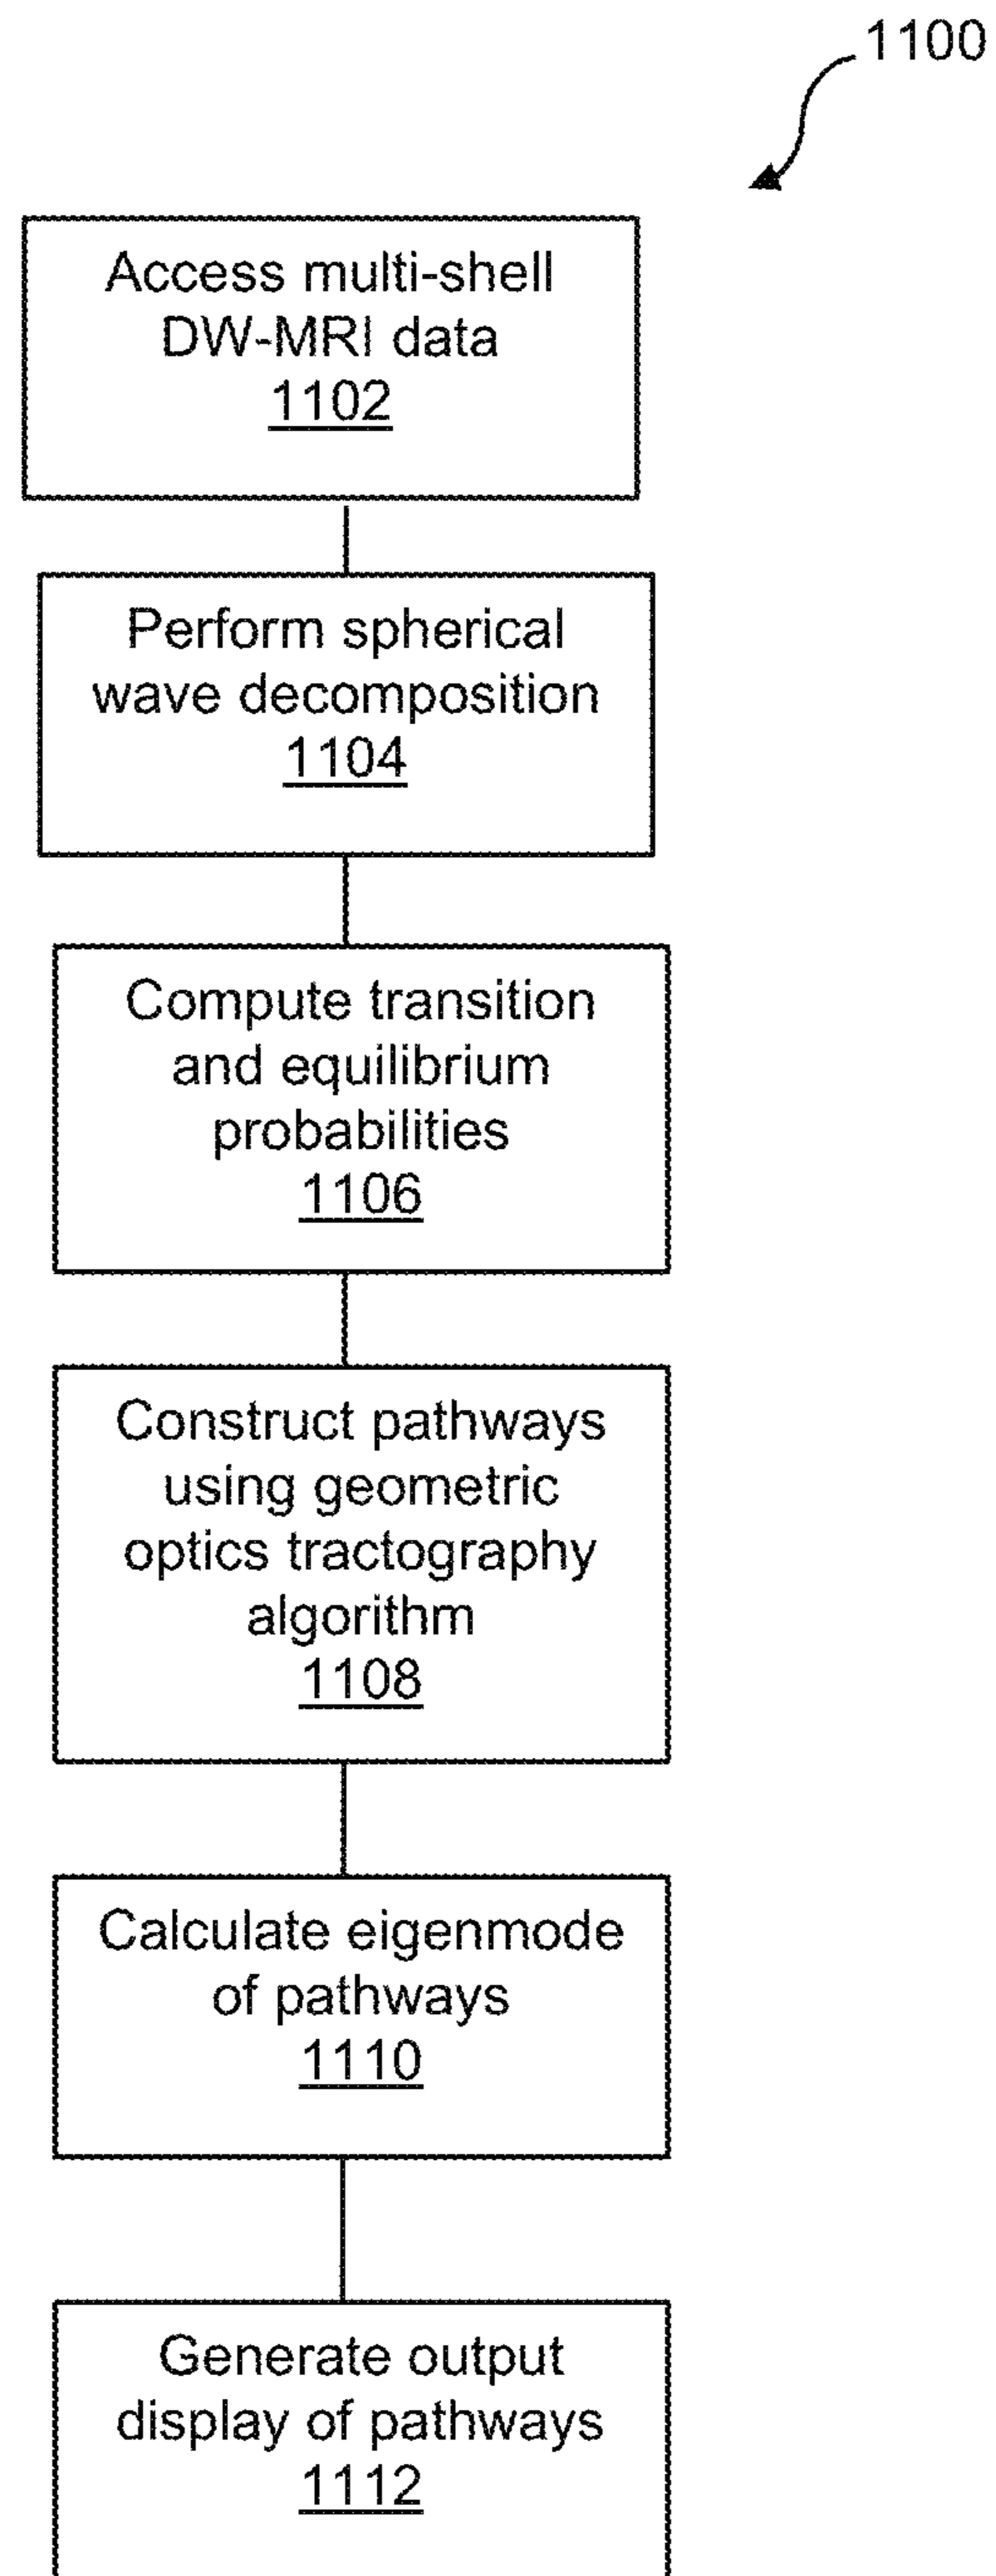 1100
Access multi-shell
DW-MRI data
1102
Perform spherical
wave decomposition
1104
Compute transition
and equilibrium
probabilities
1106
Construct pathways
using geometric
optics tractography
algorithm
1108
Calculate eigenmode
of pathways
1110
Generate output
display of pathways
1112